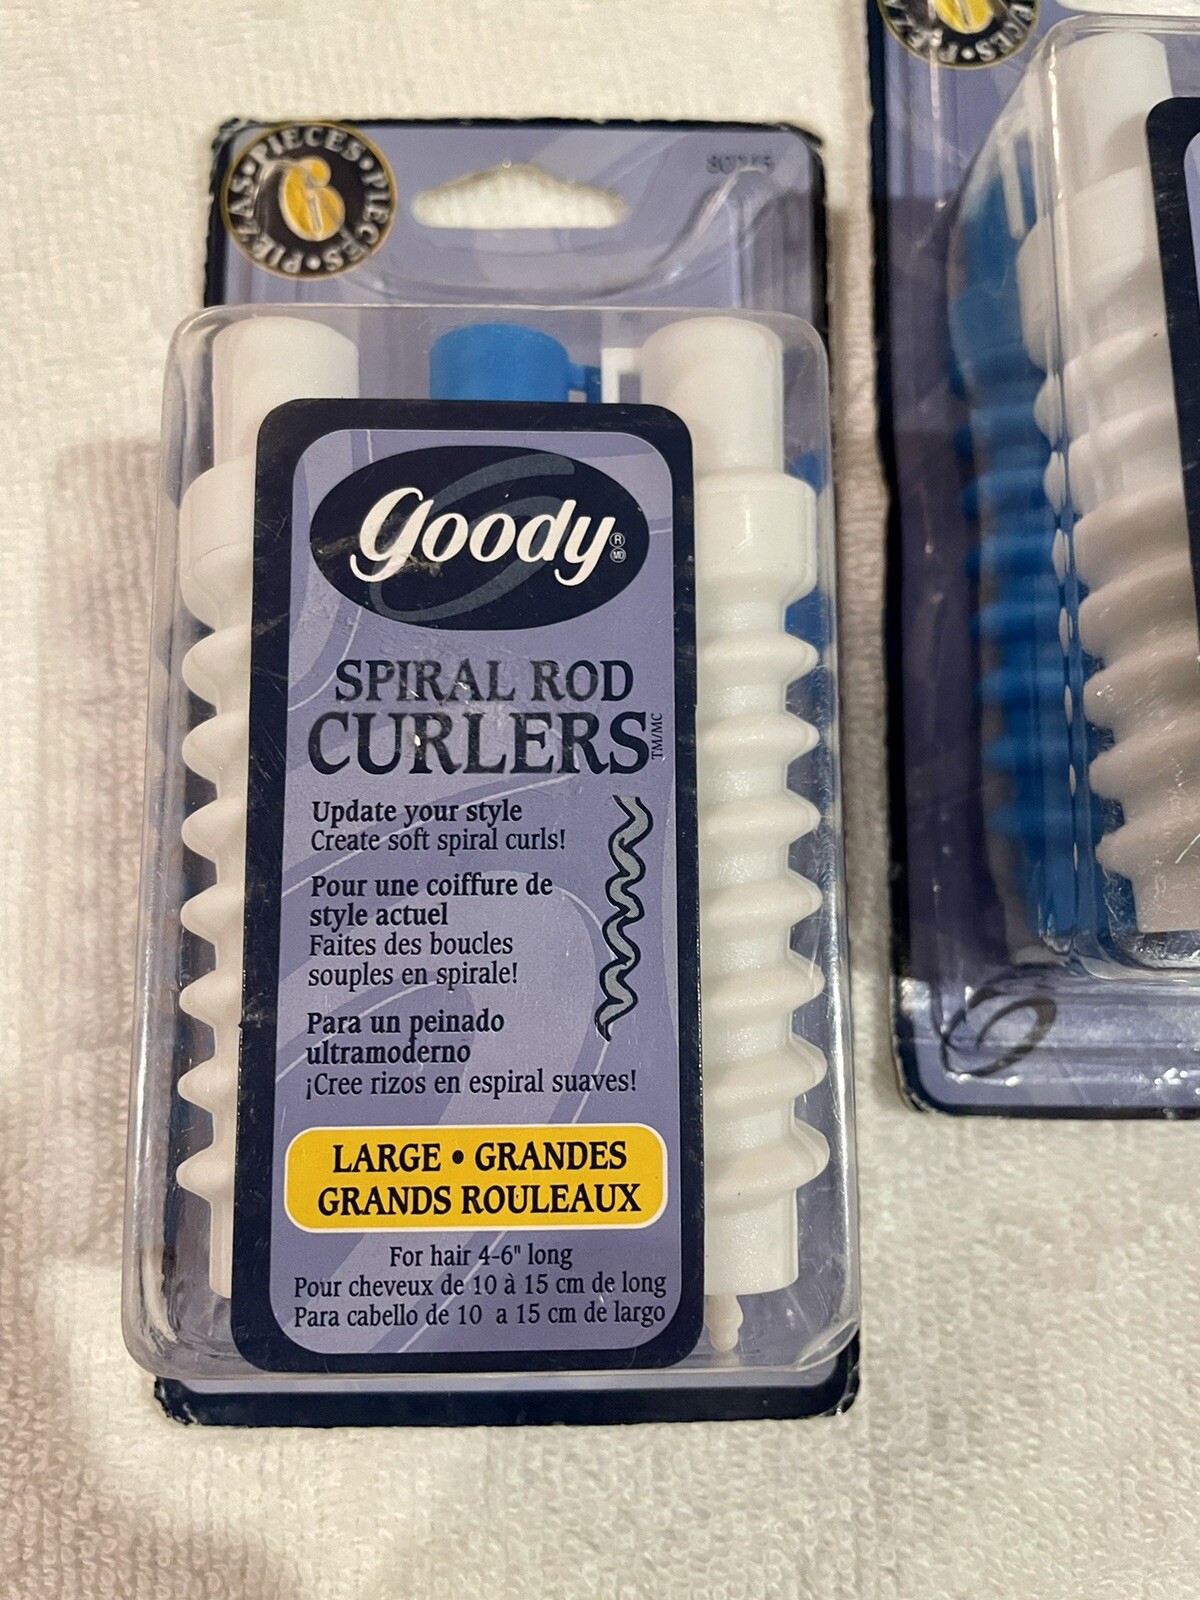 PIECES • PIÈCES • PIEZAS •
6
goody
® MD
SPIRAL ROD
CURLERS TM/MC
Update your style
Create soft spiral curls!
Pour une coiffure de
style actuel
Faites des boucles
souples en spirale!
Para un peinado
ultramoderno
¡Cree rizos en espiral suaves!
LARGE • GRANDES
GRANDS ROULEAUX
For hair 4-6" long
Pour cheveux de 10 à 15 cm de long
Para cabello de 10 a 15 cm de largo
6